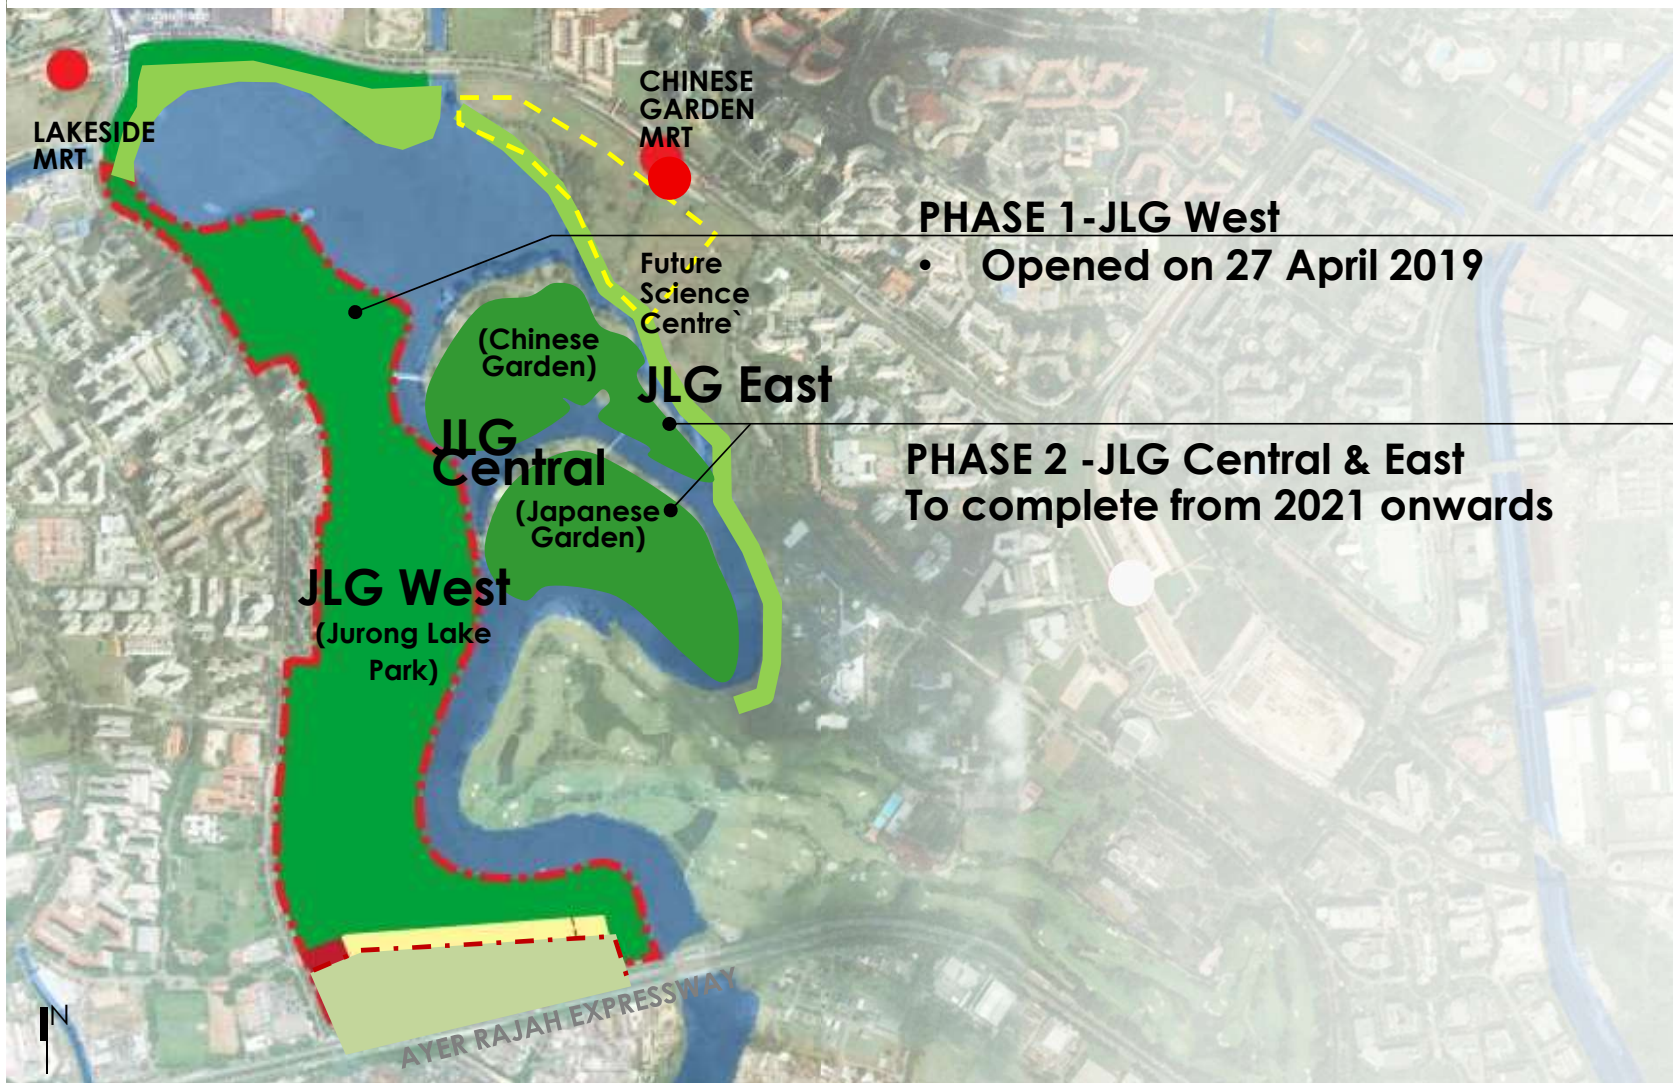 LAKESIDE
MRT
CHINESE
GARDEN
MRT
PHASE 1-JLG West
• Opened on 27 April 2019
Future
Science
Centre`
(Chinese
Garden)
JLG East
JLG
Central
PHASE 2 -JLG Central & East
To complete from 2021 onwards
(Japanese
Garden)
JLG West
(Jurong Lake
Park)
N
AYER RAJAH EXPRESSWAY